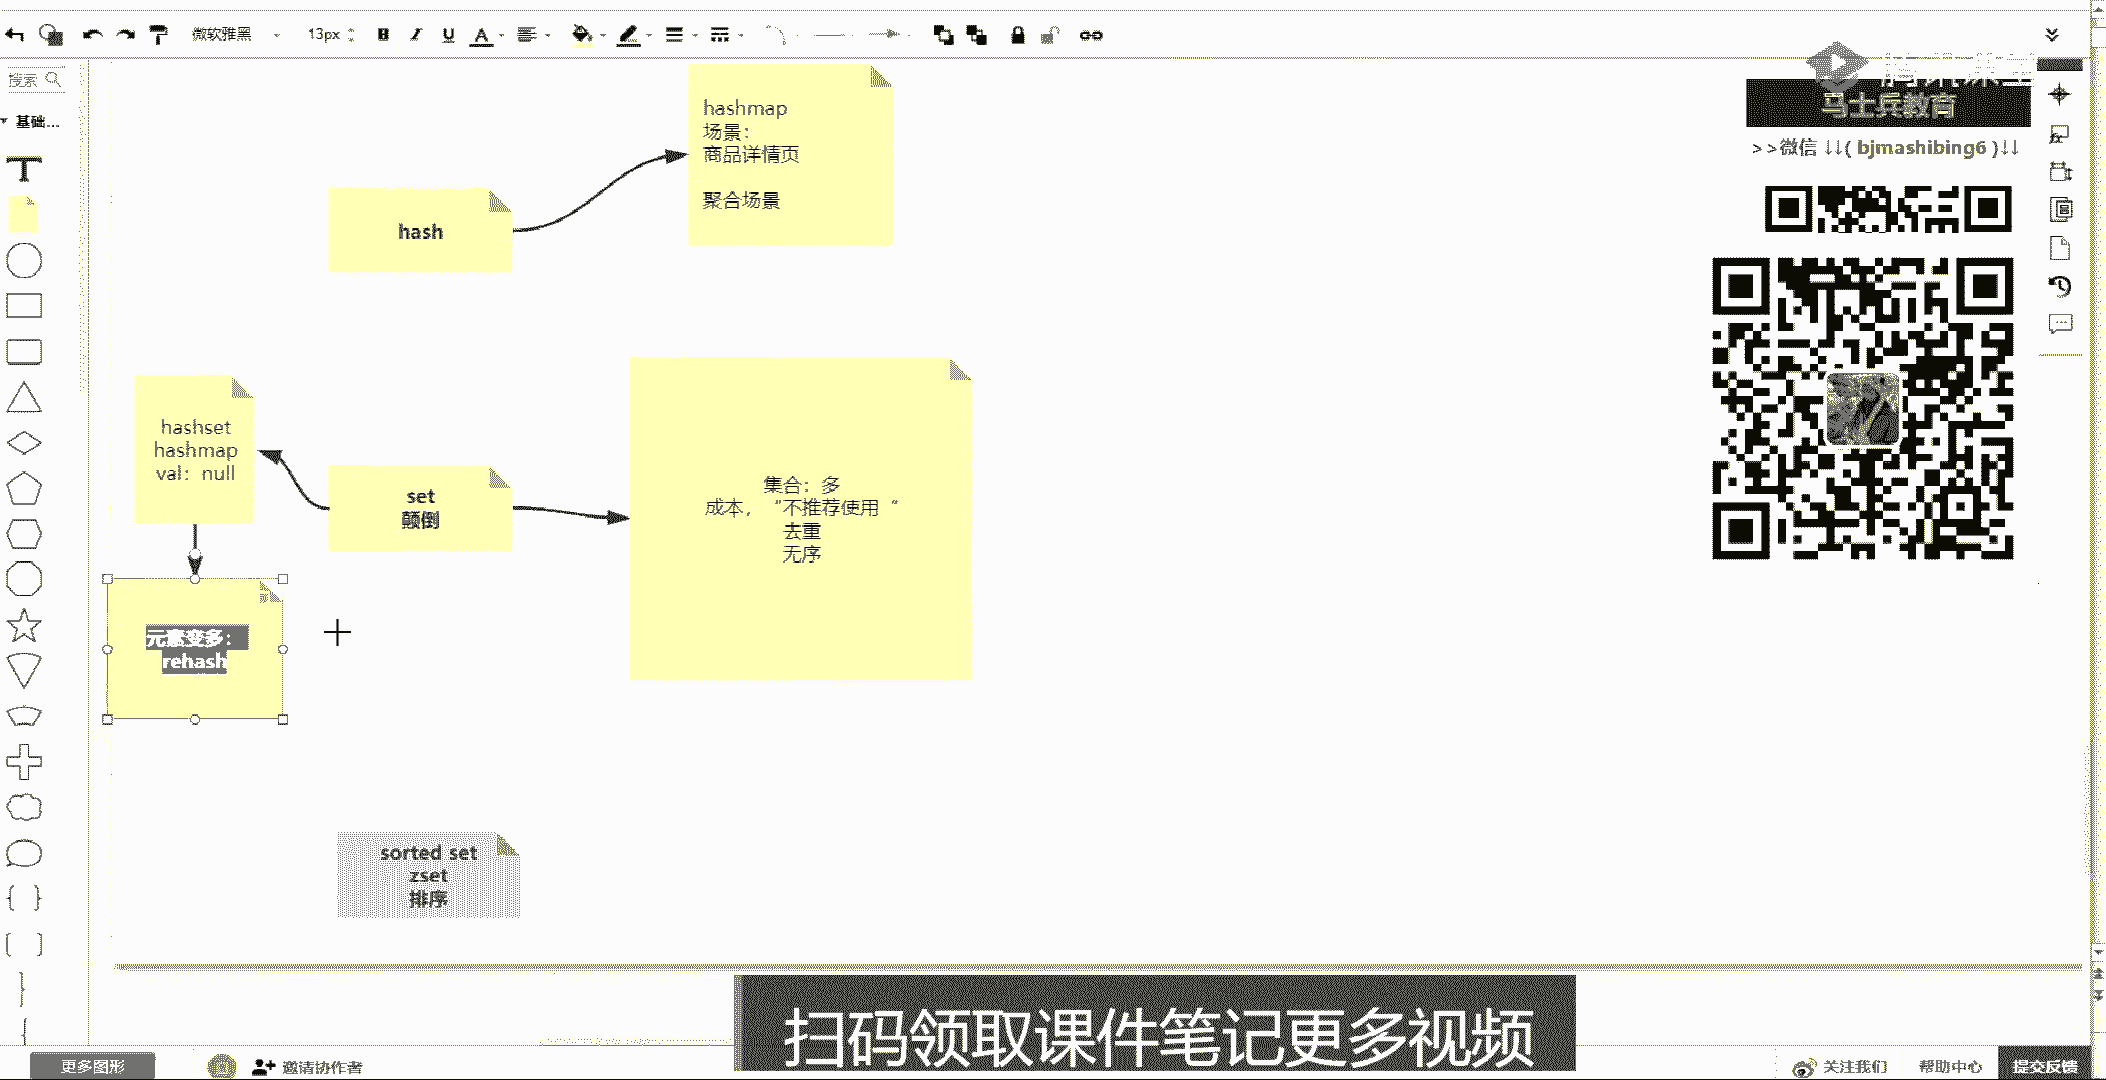 微软雅黑
13px
搜索
基础...
hashmap
场景：
商品详情页
聚合场景
hash
hashset
hashmap
val：null
set
颠倒
集合：多
成本，“不推荐使用 “
去重
无序
元素变多：
rehash
sorted set
zset
排序
腾讯课堂
马士兵教育
>>微信 ↓↓( bjmashibing6 )↓↓
扫码领取课件笔记更多视频
更多图形
邀请协作者
关注我们
帮助中心
提交反馈